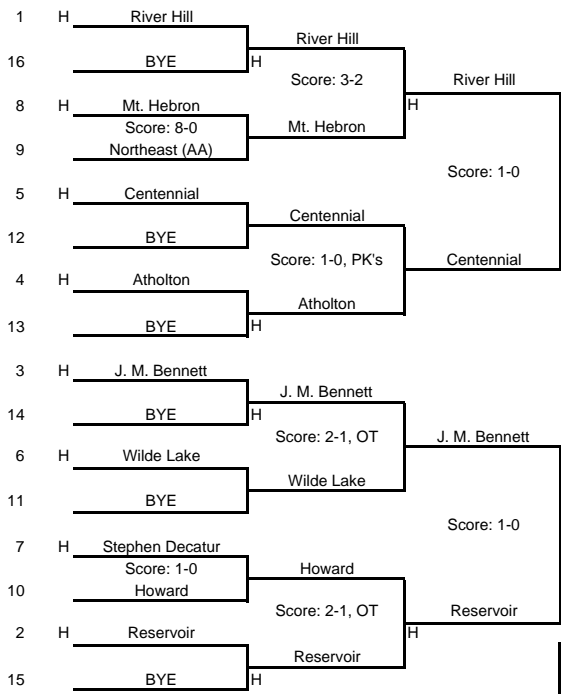 1 H River Hill
River Hill
16 BYE H
Score: 3-2
River Hill
8 H Mt. Hebron H
Score: 8-0
Mt. Hebron
9 Northeast (AA)
Score: 1-0
5 H Centennial
Centennial
12 BYE
Score: 1-0, PK's
Centennial
4 H Atholton
Atholton
13 BYE H
3 H J. M. Bennett
J. M. Bennett
14 BYE H
Score: 2-1, OT
J. M. Bennett
6 H Wilde Lake
Wilde Lake
11 BYE
Score: 1-0
7 H Stephen Decatur
Score: 1-0
Howard
10 Howard
Score: 2-1, OT
Reservoir
2 H Reservoir H
Reservoir
15 BYE H